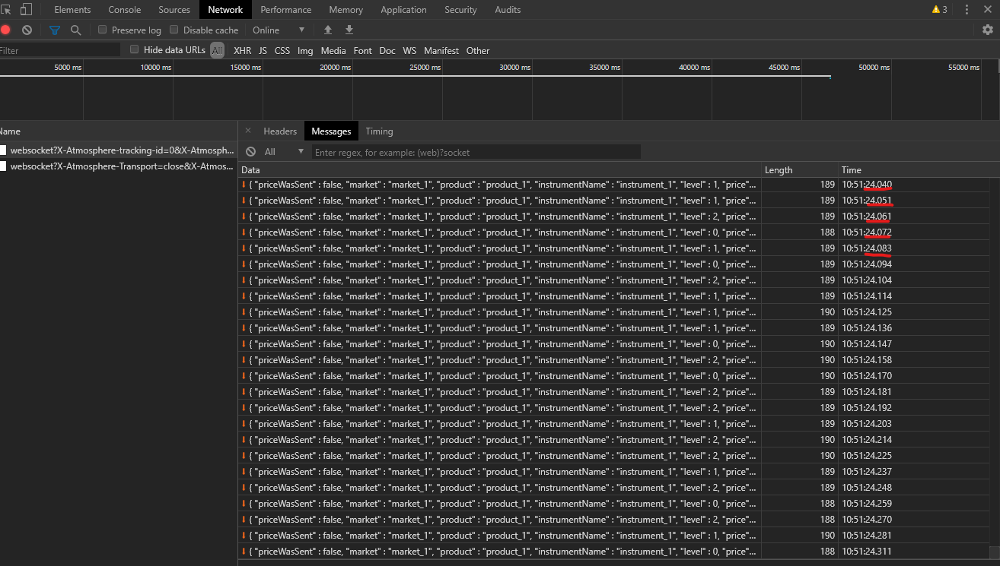 Elements Console Sources Network Performance Memory Application Security Audits 3
Preserve log Disable cache Online
Filter Hide data URLs All XHR JS CSS Img Media Font Doc WS Manifest Other
5000 ms 10000 ms 15000 ms 20000 ms 25000 ms 30000 ms 35000 ms 40000 ms 45000 ms 50000 ms 55000 ms
Name
websocket?X-Atmosphere-tracking-id=0&X-Atmosph...
websocket?X-Atmosphere-Transport=close&X-Atmos...
Headers Messages Timing
All Enter regex, for example: (web)?socket
Data Length Time
{ "priceWasSent" : false, "market" : "market_1", "product" : "product_1", "instrumentName" : "instrument_1", "level" : 1, "price"... 189 10:51:24.040
{ "priceWasSent" : false, "market" : "market_1", "product" : "product_1", "instrumentName" : "instrument_1", "level" : 1, "price"... 189 10:51:24.051
{ "priceWasSent" : false, "market" : "market_1", "product" : "product_1", "instrumentName" : "instrument_1", "level" : 2, "price"... 189 10:51:24.061
{ "priceWasSent" : false, "market" : "market_1", "product" : "product_1", "instrumentName" : "instrument_1", "level" : 0, "price"... 188 10:51:24.072
{ "priceWasSent" : false, "market" : "market_1", "product" : "product_1", "instrumentName" : "instrument_1", "level" : 1, "price"... 189 10:51:24.083
{ "priceWasSent" : false, "market" : "market_1", "product" : "product_1", "instrumentName" : "instrument_1", "level" : 0, "price"... 189 10:51:24.094
{ "priceWasSent" : false, "market" : "market_1", "product" : "product_1", "instrumentName" : "instrument_1", "level" : 2, "price"... 189 10:51:24.104
{ "priceWasSent" : false, "market" : "market_1", "product" : "product_1", "instrumentName" : "instrument_1", "level" : 1, "price"... 189 10:51:24.114
{ "priceWasSent" : false, "market" : "market_1", "product" : "product_1", "instrumentName" : "instrument_1", "level" : 1, "price"... 190 10:51:24.125
{ "priceWasSent" : false, "market" : "market_1", "product" : "product_1", "instrumentName" : "instrument_1", "level" : 1, "price"... 189 10:51:24.136
{ "priceWasSent" : false, "market" : "market_1", "product" : "product_1", "instrumentName" : "instrument_1", "level" : 0, "price"... 190 10:51:24.147
{ "priceWasSent" : false, "market" : "market_1", "product" : "product_1", "instrumentName" : "instrument_1", "level" : 2, "price"... 190 10:51:24.158
{ "priceWasSent" : false, "market" : "market_1", "product" : "product_1", "instrumentName" : "instrument_1", "level" : 0, "price"... 190 10:51:24.170
{ "priceWasSent" : false, "market" : "market_1", "product" : "product_1", "instrumentName" : "instrument_1", "level" : 2, "price"... 189 10:51:24.181
{ "priceWasSent" : false, "market" : "market_1", "product" : "product_1", "instrumentName" : "instrument_1", "level" : 2, "price"... 189 10:51:24.192
{ "priceWasSent" : false, "market" : "market_1", "product" : "product_1", "instrumentName" : "instrument_1", "level" : 1, "price"... 189 10:51:24.203
{ "priceWasSent" : false, "market" : "market_1", "product" : "product_1", "instrumentName" : "instrument_1", "level" : 2, "price"... 190 10:51:24.214
{ "priceWasSent" : false, "market" : "market_1", "product" : "product_1", "instrumentName" : "instrument_1", "level" : 2, "price"... 190 10:51:24.225
{ "priceWasSent" : false, "market" : "market_1", "product" : "product_1", "instrumentName" : "instrument_1", "level" : 1, "price"... 189 10:51:24.237
{ "priceWasSent" : false, "market" : "market_1", "product" : "product_1", "instrumentName" : "instrument_1", "level" : 2, "price"... 189 10:51:24.248
{ "priceWasSent" : false, "market" : "market_1", "product" : "product_1", "instrumentName" : "instrument_1", "level" : 0, "price"... 188 10:51:24.259
{ "priceWasSent" : false, "market" : "market_1", "product" : "product_1", "instrumentName" : "instrument_1", "level" : 2, "price"... 188 10:51:24.270
{ "priceWasSent" : false, "market" : "market_1", "product" : "product_1", "instrumentName" : "instrument_1", "level" : 1, "price"... 190 10:51:24.281
{ "priceWasSent" : false, "market" : "market_1", "product" : "product_1", "instrumentName" : "instrument_1", "level" : 0, "price"... 188 10:51:24.311